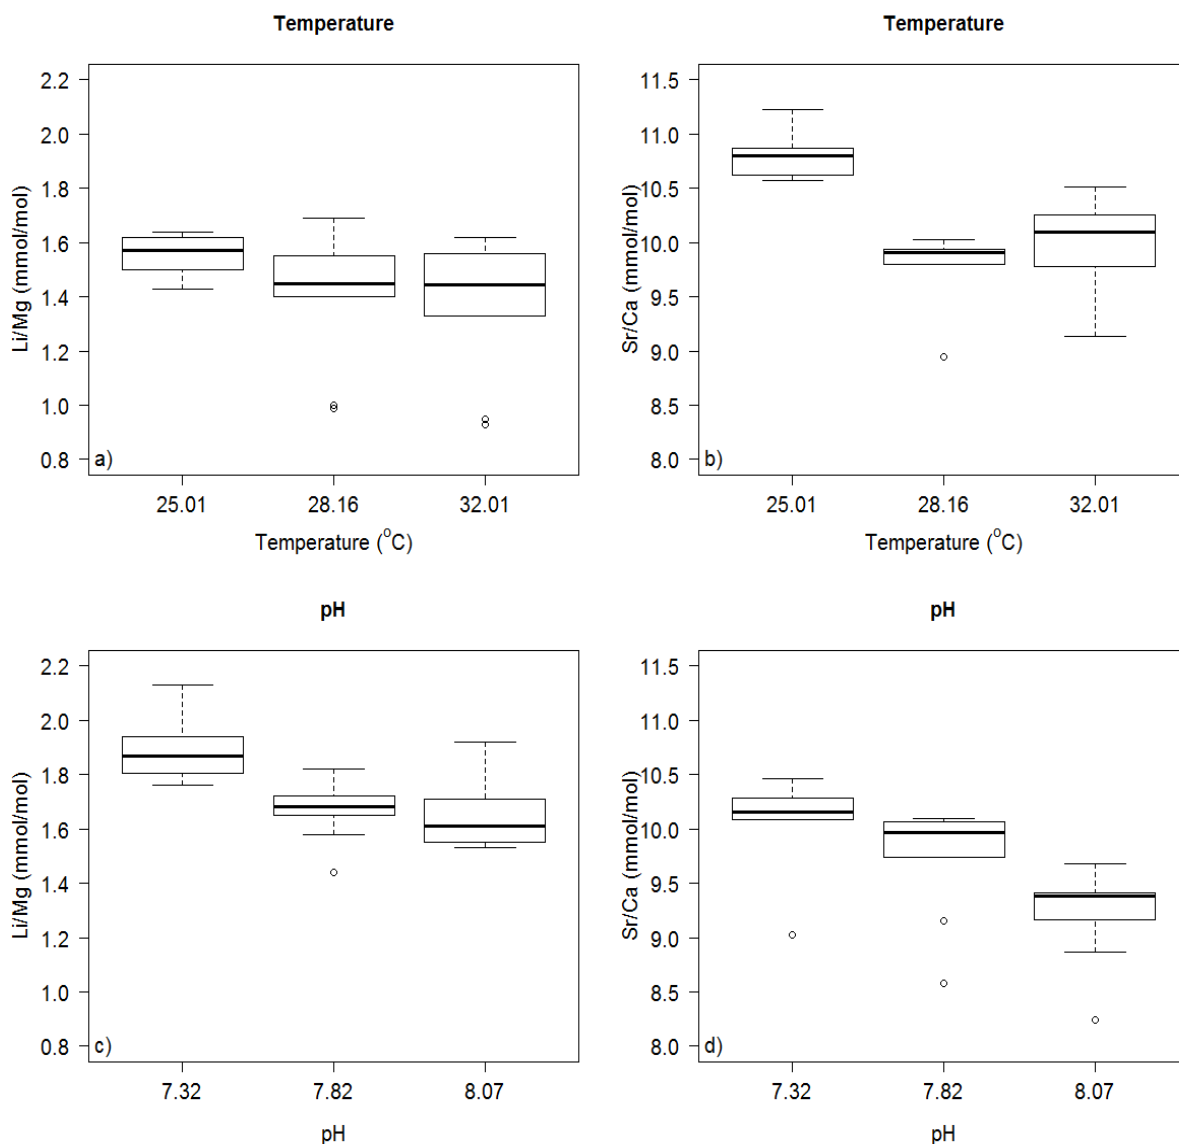 Temperature
Li/Mg (mmol/mol)
2.2
2.0
1.8
1.6
1.4
1.2
1.0
0.8
a)
25.01 28.16 32.01
Temperature (°C)
Temperature
Sr/Ca (mmol/mol)
11.5
11.0
10.5
10.0
9.5
9.0
8.5
8.0
b)
25.01 28.16 32.01
Temperature (°C)
pH
Li/Mg (mmol/mol)
2.2
2.0
1.8
1.6
1.4
1.2
1.0
0.8
c)
7.32 7.82 8.07
pH
pH
Sr/Ca (mmol/mol)
11.5
11.0
10.5
10.0
9.5
9.0
8.5
8.0
d)
7.32 7.82 8.07
pH